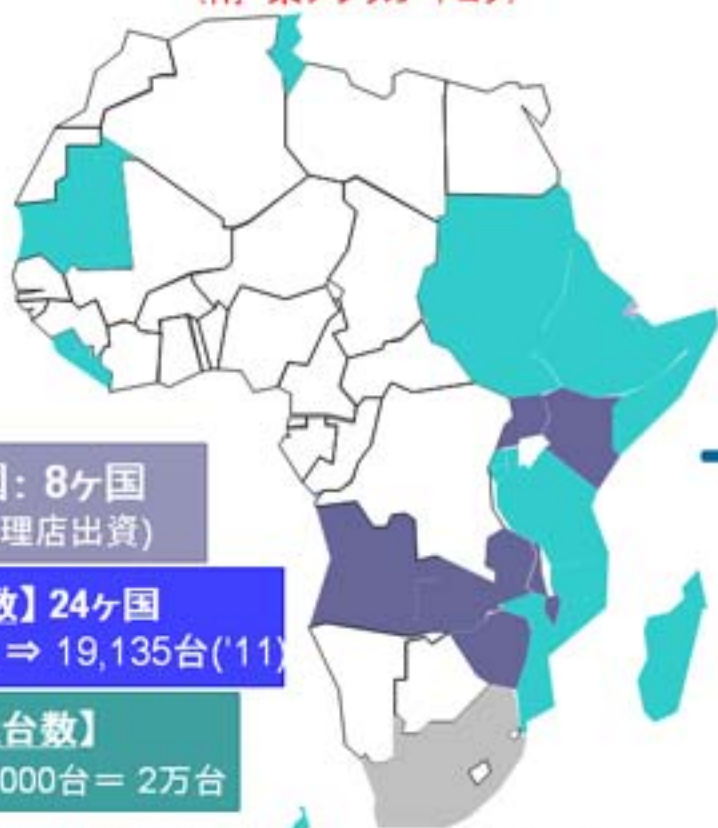 国: 8ヶ国
理店出資)
数】24ヶ国
⇒ 19,135台('11)
台数】
000台＝ 2万台